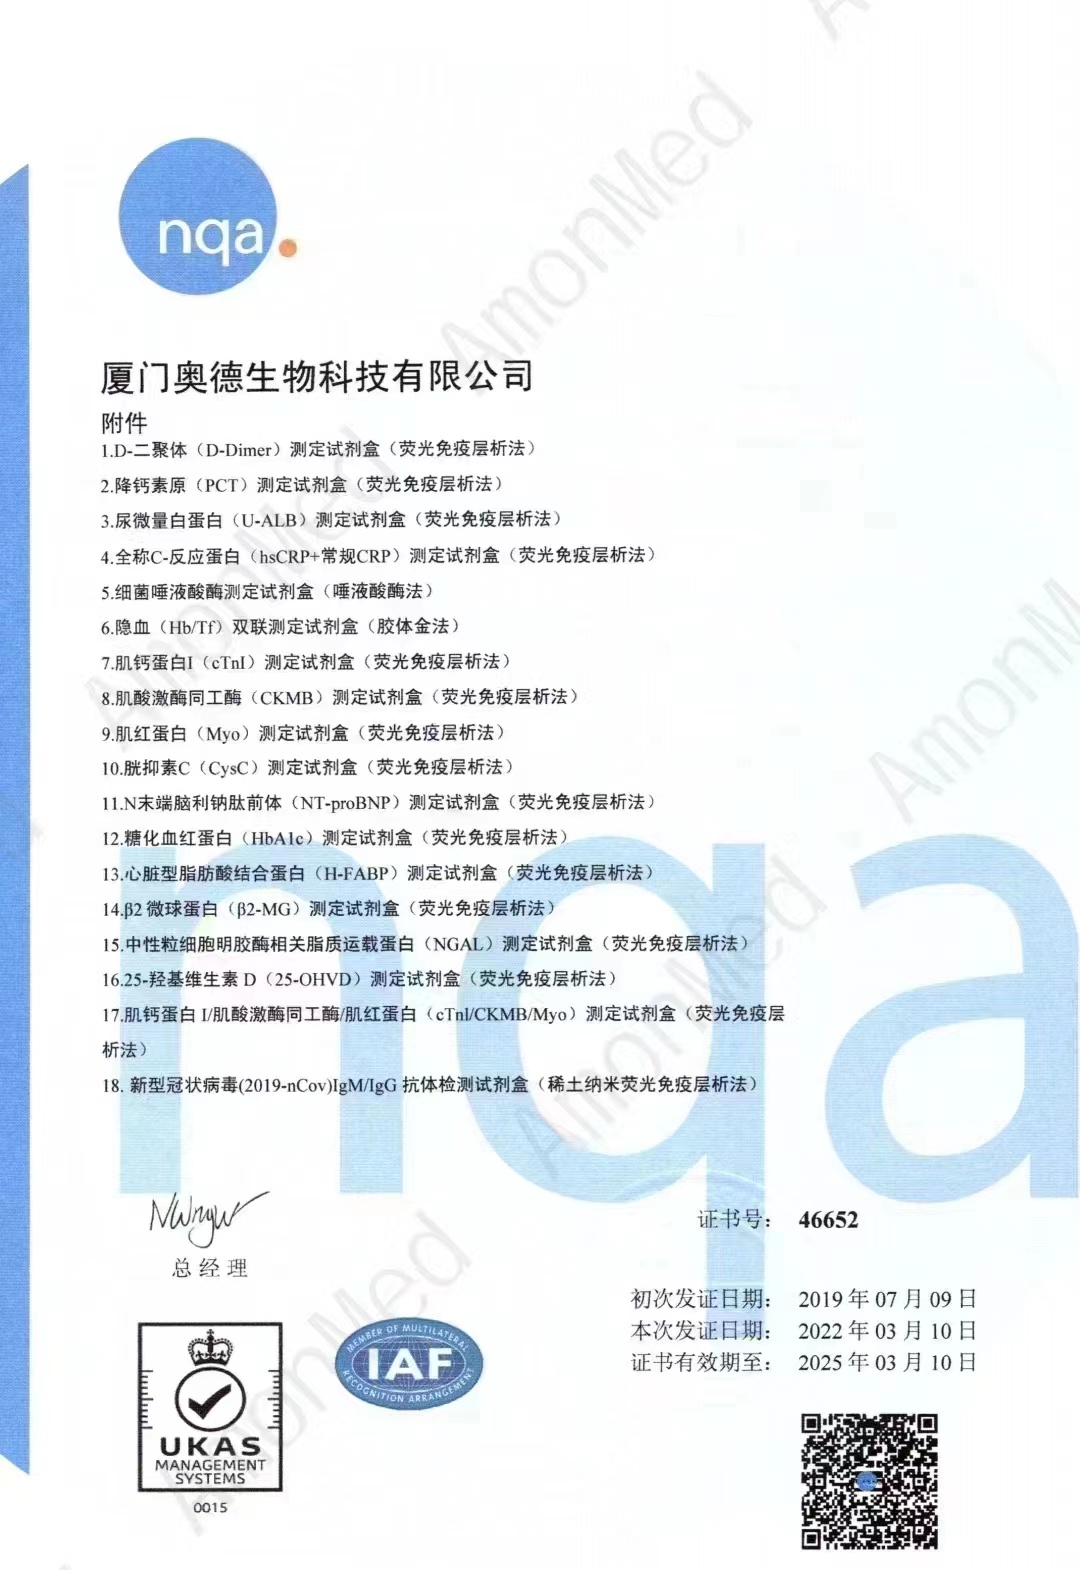 nqa.
厦门奥德生物科技有限公司
附件
1.D-二聚体（D-Dimer）测定试剂盒（荧光免疫层析法）
2.降钙素原（PCT）测定试剂盒（荧光免疫层析法）
3.尿微量白蛋白（U-ALB）测定试剂盒（荧光免疫层析法）
4.全称C-反应蛋白（hsCRP+常规CRP）测定试剂盒（荧光免疫层析法）
5.细菌唾液酸酶测定试剂盒（唾液酸酶法）
6.隐血（Hb/Tf）双联测定试剂盒（胶体金法）
7.肌钙蛋白I（cTnI）测定试剂盒（荧光免疫层析法）
8.肌酸激酶同工酶（CKMB）测定试剂盒（荧光免疫层析法）
9.肌红蛋白（Myo）测定试剂盒（荧光免疫层析法）
10.胱抑素C（CysC）测定试剂盒（荧光免疫层析法）
11.N末端脑利钠肽前体（NT-proBNP）测定试剂盒（荧光免疫层析法）
12.糖化血红蛋白（HbA1c）测定试剂盒（荧光免疫层析法）
13.心脏型脂肪酸结合蛋白（H-FABP）测定试剂盒（荧光免疫层析法）
14.β2 微球蛋白（β2-MG）测定试剂盒（荧光免疫层析法）
15.中性粒细胞明胶酶相关脂质运载蛋白（NGAL）测定试剂盒（荧光免疫层析法）
16.25-羟基维生素 D（25-OHVD）测定试剂盒（荧光免疫层析法）
17.肌钙蛋白 I/肌酸激酶同工酶/肌红蛋白（cTnI/CKMB/Myo）测定试剂盒（荧光免疫层
析法）
18. 新型冠状病毒(2019-nCov)IgM/IgG 抗体检测试剂盒（稀土纳米荧光免疫层析法）
nqa
总 经 理
证书号： 46652
初次发证日期： 2019 年 07 月 09 日
本次发证日期： 2022 年 03 月 10 日
证书有效期至： 2025 年 03 月 10 日
UKAS
MANAGEMENT
SYSTEMS
0015
MEMBER OF MULTILATERAL
IAF
RECOGNITION ARRANGEMENT
AmonMed
AmonMed
AmonM
AmonMed
AmonMed